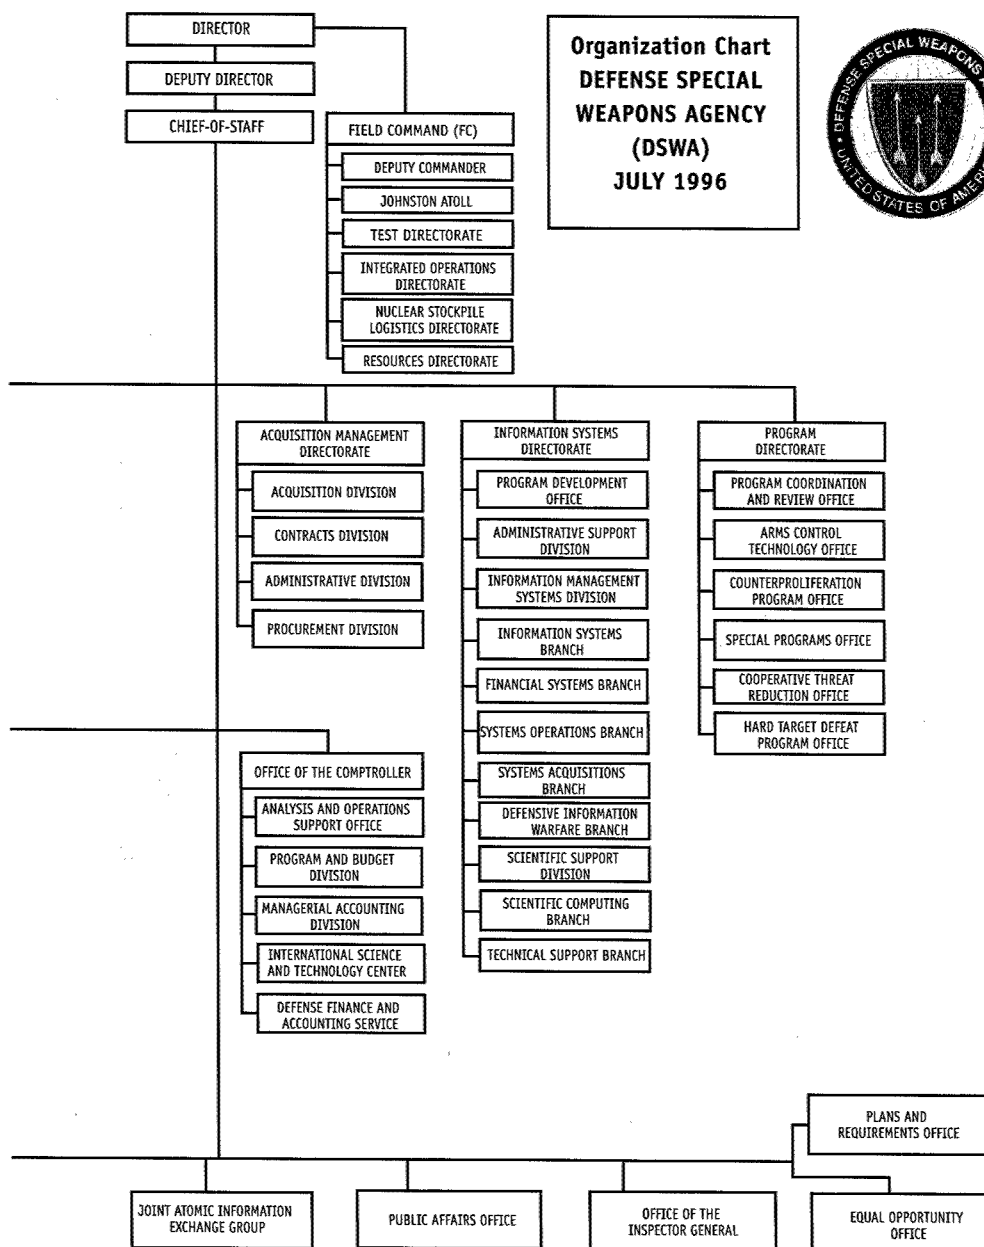 DIRECTOR
DEPUTY DIRECTOR
CHIEF-OF-STAFF
FIELD COMMAND (FC)
DEPUTY COMMANDER
JOHNSTON ATOLL
TEST DIRECTORATE
INTEGRATED OPERATIONS
DIRECTORATE
NUCLEAR STOCKPILE
LOGISTICS DIRECTORATE
RESOURCES DIRECTORATE
Organization Chart
DEFENSE SPECIAL
WEAPONS AGENCY
(DSWA)
JULY 1996
DEFENSE SPECIAL WEAPONS
UNITED STATES OF AMERICA
ACQUISITION MANAGEMENT
DIRECTORATE
ACQUISITION DIVISION
CONTRACTS DIVISION
ADMINISTRATIVE DIVISION
PROCUREMENT DIVISION
INFORMATION SYSTEMS
DIRECTORATE
PROGRAM DEVELOPMENT
OFFICE
ADMINISTRATIVE SUPPORT
DIVISION
INFORMATION MANAGEMENT
SYSTEMS DIVISION
INFORMATION SYSTEMS
BRANCH
FINANCIAL SYSTEMS BRANCH
SYSTEMS OPERATIONS BRANCH
SYSTEMS ACQUISITIONS
BRANCH
DEFENSIVE INFORMATION
WARFARE BRANCH
SCIENTIFIC SUPPORT
DIVISION
SCIENTIFIC COMPUTING
BRANCH
TECHNICAL SUPPORT BRANCH
PROGRAM
DIRECTORATE
PROGRAM COORDINATION
AND REVIEW OFFICE
ARMS CONTROL
TECHNOLOGY OFFICE
COUNTERPROLIFERATION
PROGRAM OFFICE
SPECIAL PROGRAMS OFFICE
COOPERATIVE THREAT
REDUCTION OFFICE
HARD TARGET DEFEAT
PROGRAM OFFICE
OFFICE OF THE COMPTROLLER
ANALYSIS AND OPERATIONS
SUPPORT OFFICE
PROGRAM AND BUDGET
DIVISION
MANAGERIAL ACCOUNTING
DIVISION
INTERNATIONAL SCIENCE
AND TECHNOLOGY CENTER
DEFENSE FINANCE AND
ACCOUNTING SERVICE
PLANS AND
REQUIREMENTS OFFICE
JOINT ATOMIC INFORMATION
EXCHANGE GROUP
PUBLIC AFFAIRS OFFICE
OFFICE OF THE
INSPECTOR GENERAL
EQUAL OPPORTUNITY
OFFICE